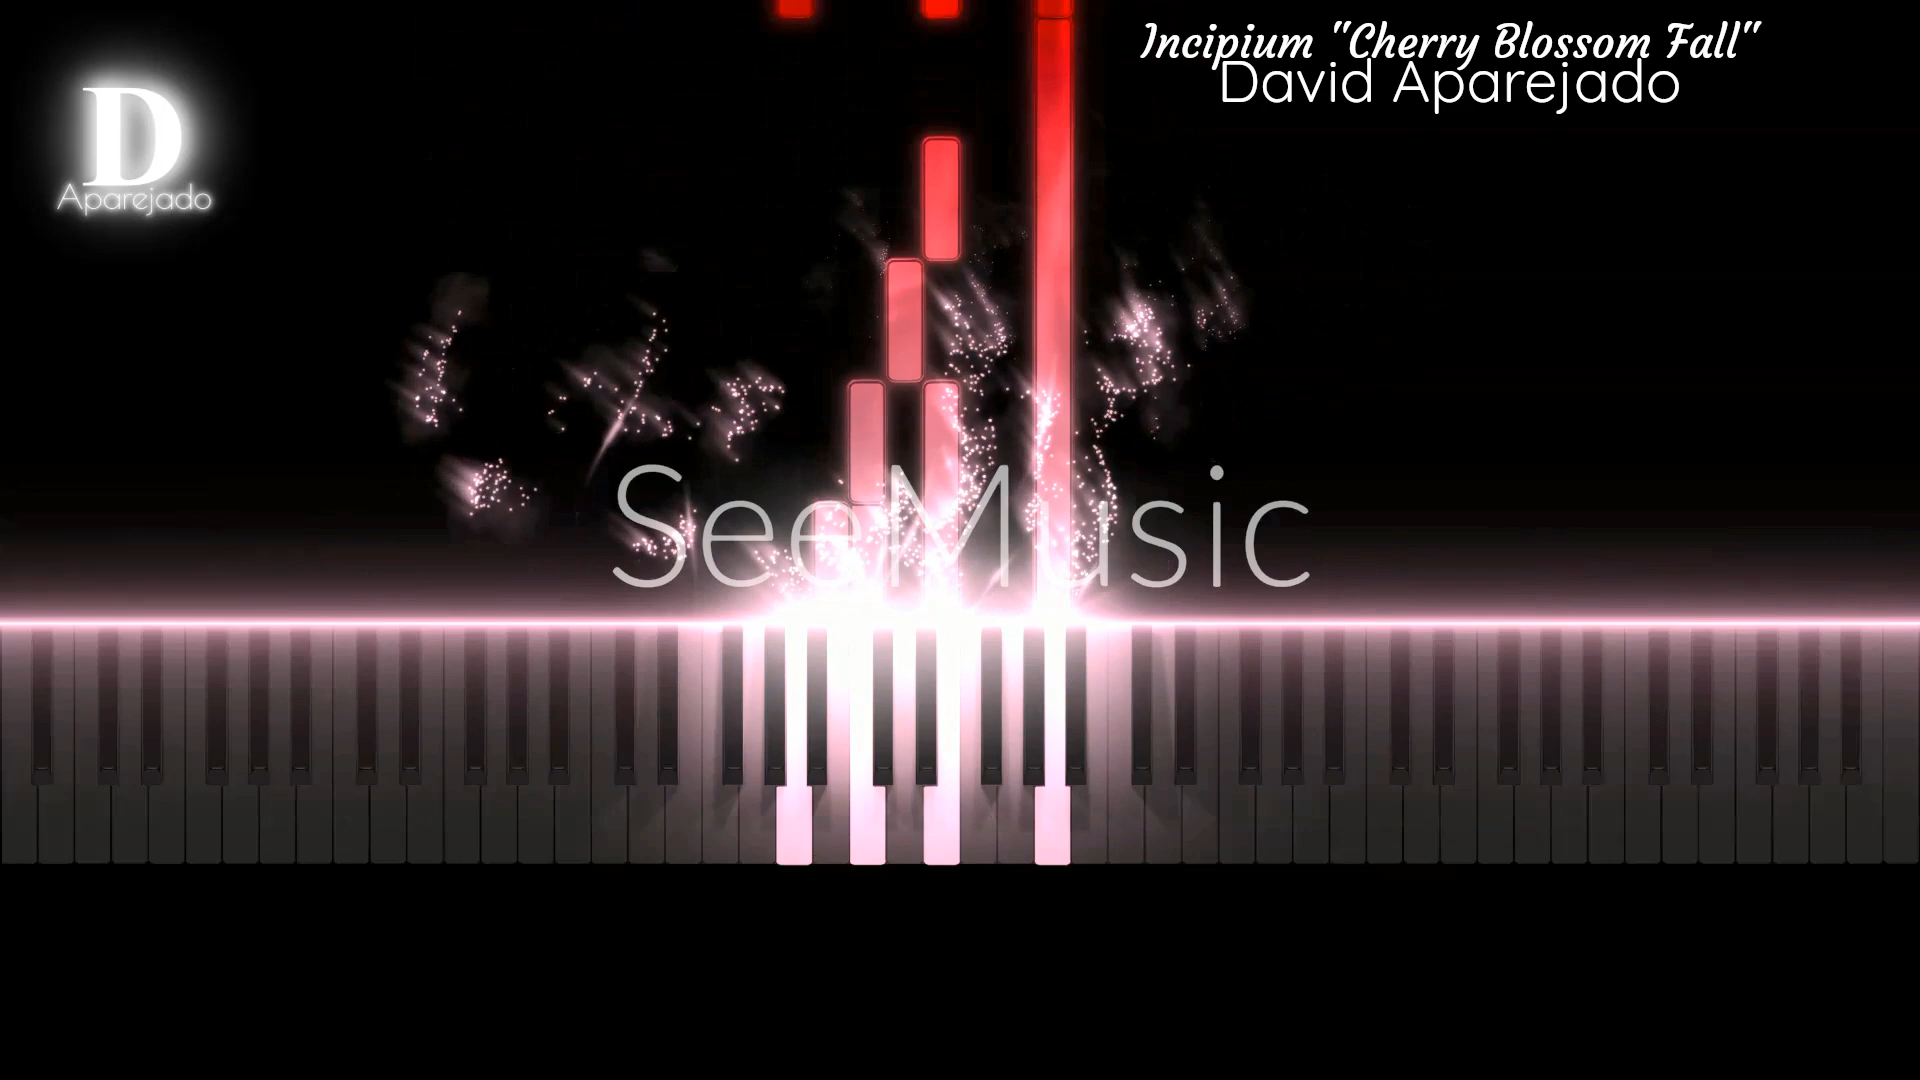 Incipium "Cherry Blossom Fall"
David Aparejado
D
Aparejado
SeeMusic